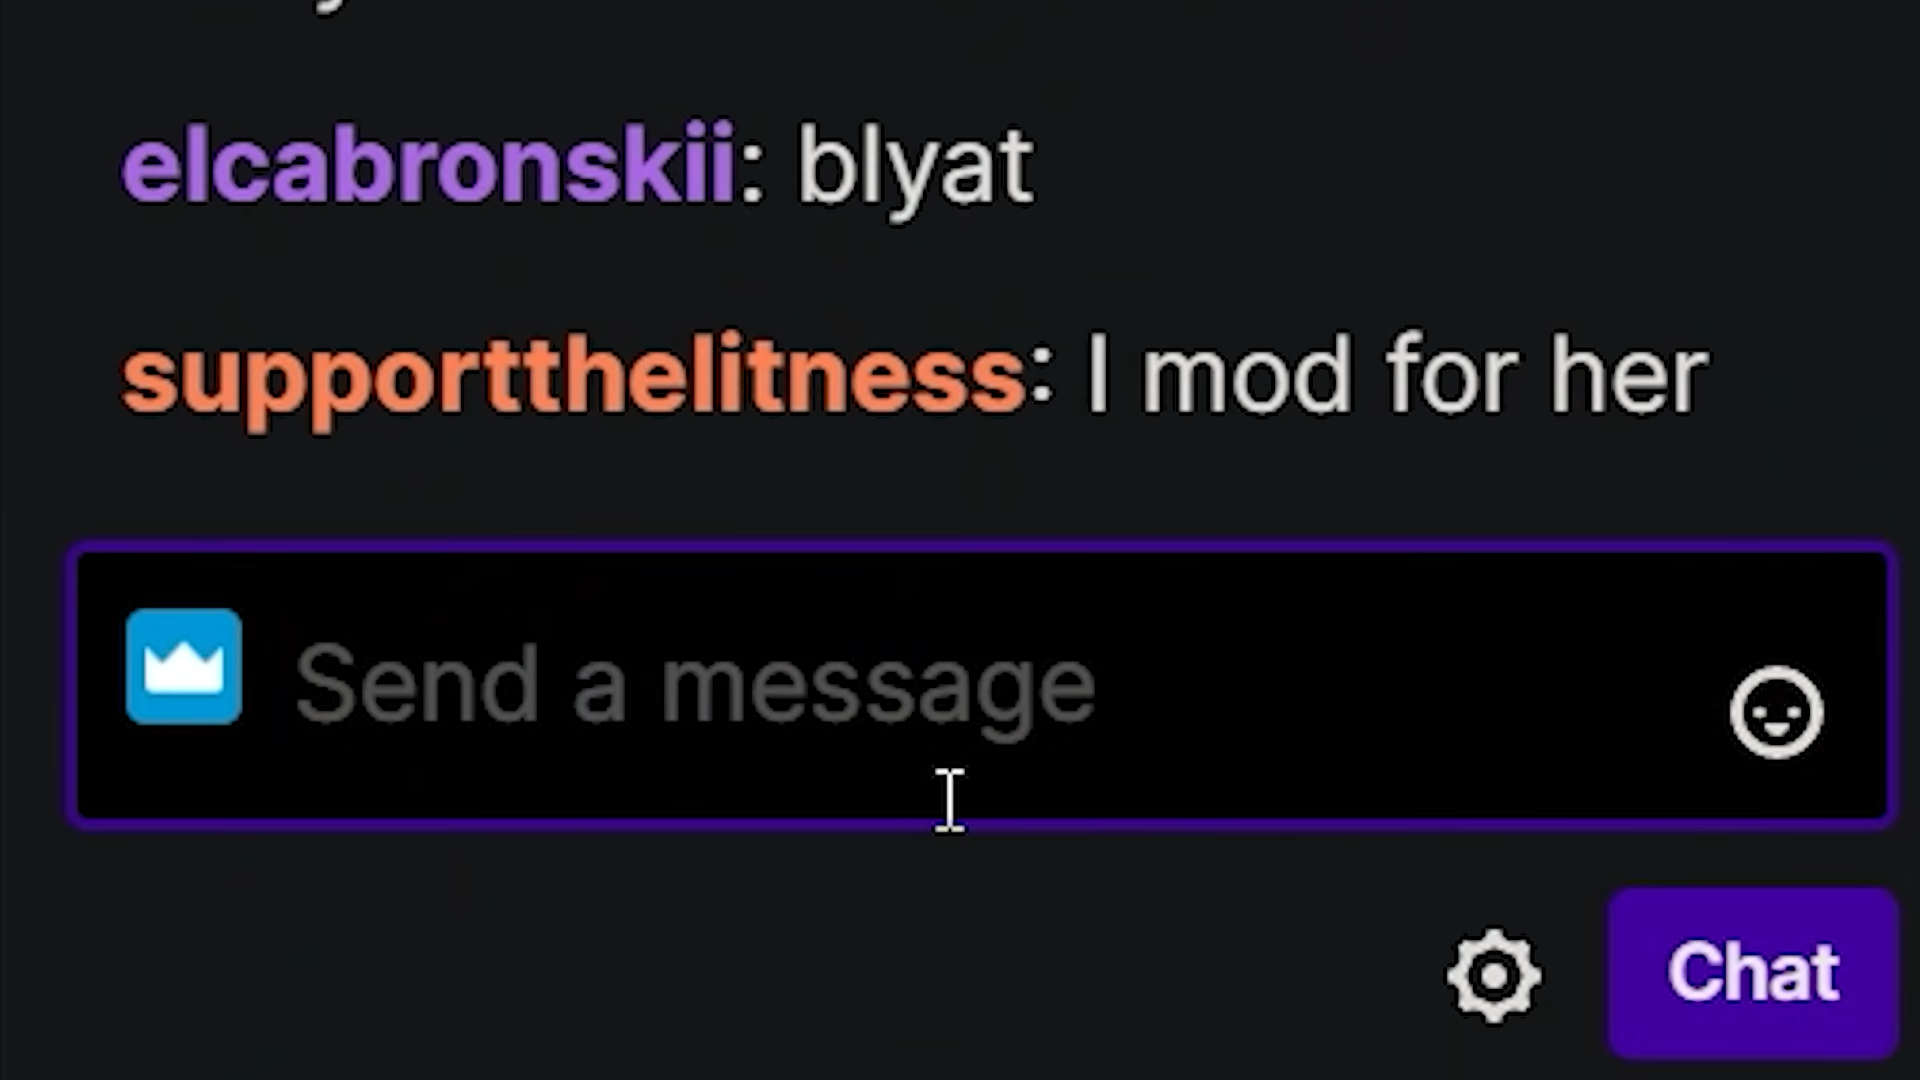 elcabronskii: blyat
supportthelitness: I mod for her
Send a message
Chat